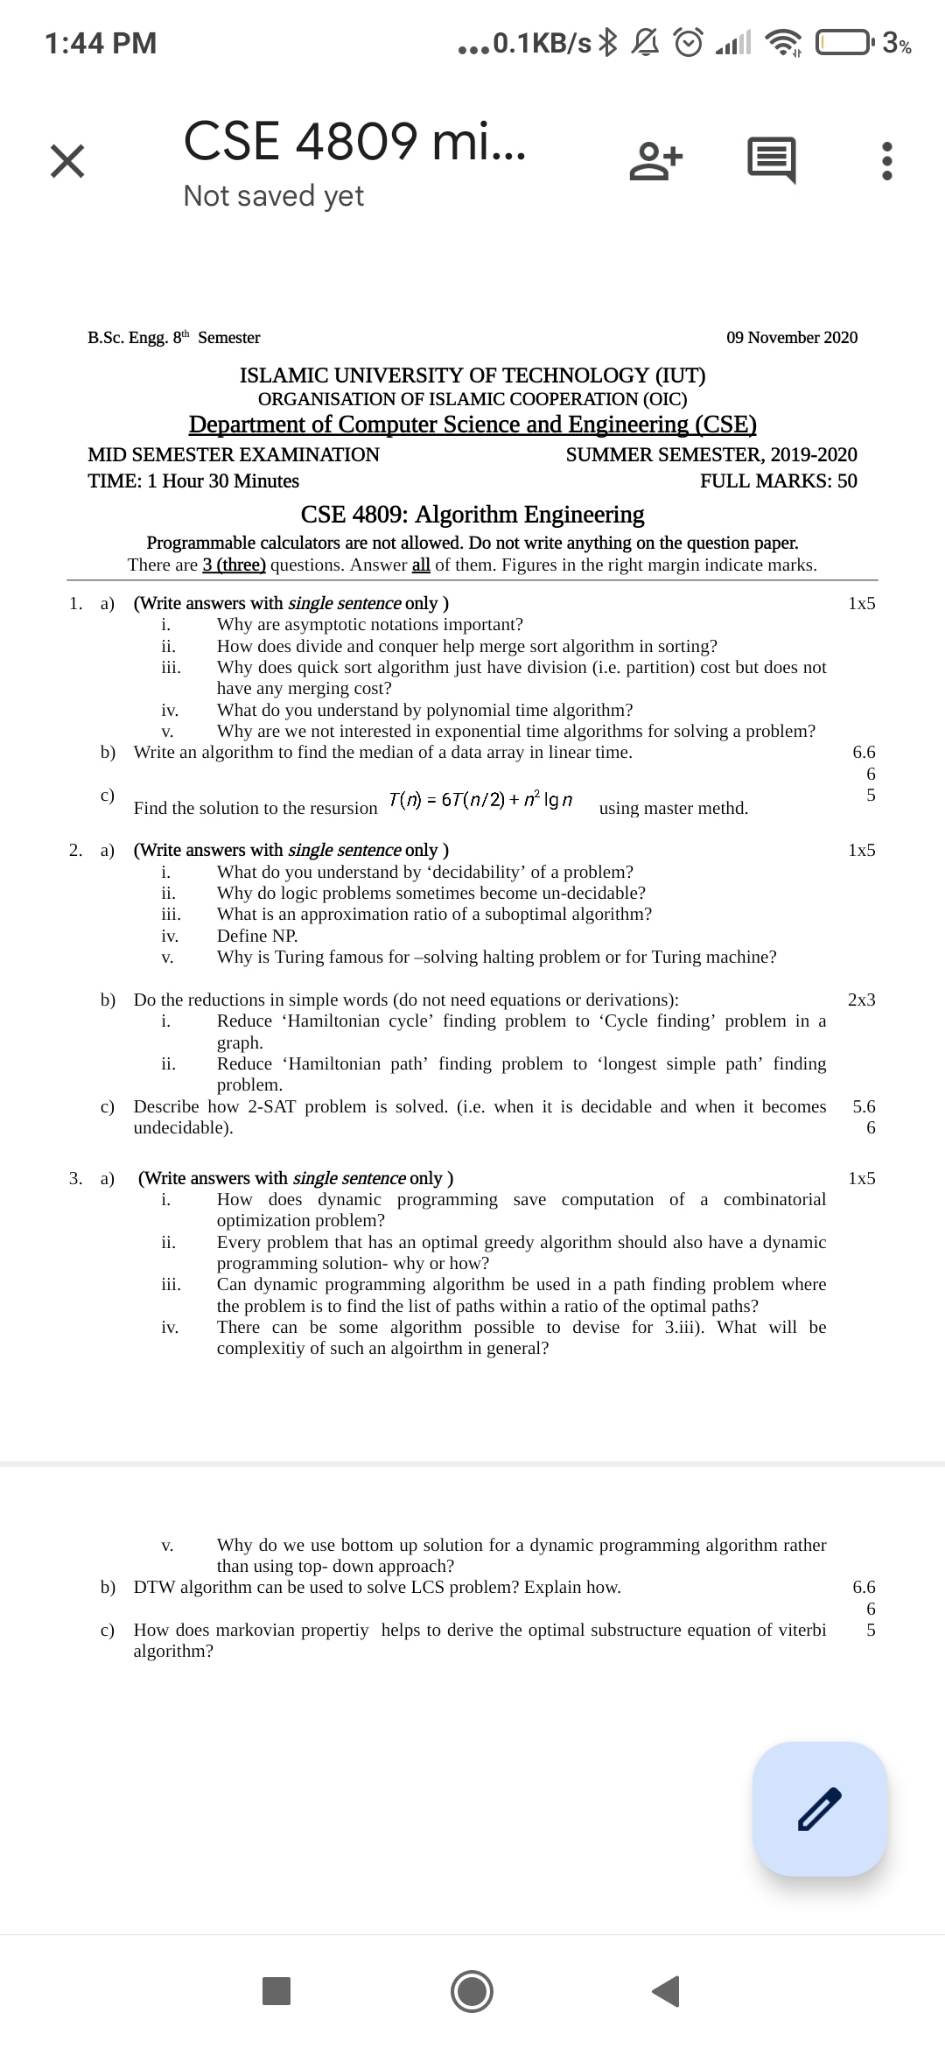 1:44 PM
...0.1KB/s 3%
CSE 4809 mi...
Not saved yet
B.Sc. Engg. 8th Semester 09 November 2020
ISLAMIC UNIVERSITY OF TECHNOLOGY (IUT)
ORGANISATION OF ISLAMIC COOPERATION (OIC)
Department of Computer Science and Engineering (CSE)
MID SEMESTER EXAMINATION SUMMER SEMESTER, 2019-2020
TIME: 1 Hour 30 Minutes FULL MARKS: 50
CSE 4809: Algorithm Engineering
Programmable calculators are not allowed. Do not write anything on the question paper.
There are 3 (three) questions. Answer all of them. Figures in the right margin indicate marks.
1. a) (Write answers with single sentence only ) 1x5
i. Why are asymptotic notations important?
ii. How does divide and conquer help merge sort algorithm in sorting?
iii. Why does quick sort algorithm just have division (i.e. partition) cost but does not
have any merging cost?
iv. What do you understand by polynomial time algorithm?
v. Why are we not interested in exponential time algorithms for solving a problem?
b) Write an algorithm to find the median of a data array in linear time. 6.6
6
c) Find the solution to the resursion T(n) = 6T(n/2) + n² lg n using master methd. 5
2. a) (Write answers with single sentence only ) 1x5
i. What do you understand by ‘decidability’ of a problem?
ii. Why do logic problems sometimes become un-decidable?
iii. What is an approximation ratio of a suboptimal algorithm?
iv. Define NP.
v. Why is Turing famous for –solving halting problem or for Turing machine?
b) Do the reductions in simple words (do not need equations or derivations): 2x3
i. Reduce ‘Hamiltonian cycle’ finding problem to ‘Cycle finding’ problem in a
graph.
ii. Reduce ‘Hamiltonian path’ finding problem to ‘longest simple path’ finding
problem.
c) Describe how 2-SAT problem is solved. (i.e. when it is decidable and when it becomes 5.6
undecidable). 6
3. a) (Write answers with single sentence only ) 1x5
i. How does dynamic programming save computation of a combinatorial
optimization problem?
ii. Every problem that has an optimal greedy algorithm should also have a dynamic
programming solution- why or how?
iii. Can dynamic programming algorithm be used in a path finding problem where
the problem is to find the list of paths within a ratio of the optimal paths?
iv. There can be some algorithm possible to devise for 3.iii). What will be
complexitiy of such an algoirthm in general?
v. Why do we use bottom up solution for a dynamic programming algorithm rather
than using top- down approach?
b) DTW algorithm can be used to solve LCS problem? Explain how. 6.6
6
c) How does markovian propertiy helps to derive the optimal substructure equation of viterbi 5
algorithm?